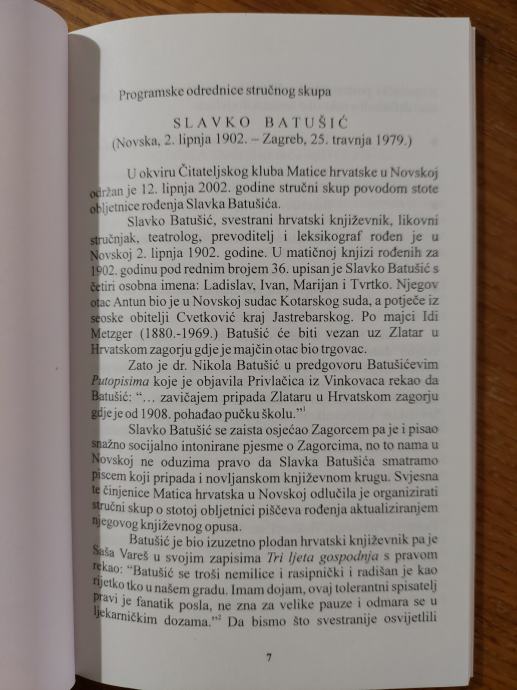 Programske odrednice stručnog skupa
SLAVKO BATUŠIĆ
(Novska, 2. lipnja 1902. – Zagreb, 25. travnja 1979.)
U okviru Čitateljskog kluba Matice hrvatske u Novskoj
održan je 12. lipnja 2002. godine stručni skup povodom stote
obljetnice rođenja Slavka Batušića.
Slavko Batušić, svestrani hrvatski književnik, likovni
stručnjak, teatrolog, prevoditelj i leksikograf rođen je u
Novskoj 2. lipnja 1902. godine. U matičnoj knjizi rođenih za
1902. godinu pod rednim brojem 36. upisan je Slavko Batušić s
četiri osobna imena: Ladislav, Ivan, Marijan i Tvrtko. Njegov
otac Antun bio je u Novskoj sudac Kotarskog suda, a potječe iz
seoske obitelji Cvetković kraj Jastrebarskog. Po majci Idi
Metzger (1880.-1969.) Batušić će biti vezan uz Zlatar u
Hrvatskom zagorju gdje je majčin otac bio trgovac.
Zato je dr. Nikola Batušić u predgovoru Batušićevim
Putopisima koje je objavila Privlačica iz Vinkovaca rekao da
Batušić: “… zavičajem pripada Zlataru u Hrvatskom zagorju
gdje je od 1908. pohađao pučku školu.”1
Slavko Batušić se zaista osjećao Zagorcem pa je i pisao
snažno socijalno intonirane pjesme o Zagorcima, no to nama u
Novskoj ne oduzima pravo da Slavka Batušića smatramo
piscem koji pripada i novljanskom književnom krugu. Svjesna
te činjenice Matica hrvatska u Novskoj odlučila je organizirati
stručni skup o stotoj obljetnici piščeva rođenja aktualiziranjem
njegovog književnog opusa.
Batušić je bio izuzetno plodan hrvatski književnik pa je
Saša Vareš u svojim zapisima Tri ljeta gospodnja s pravom
rekao: “Batušić se troši nemilice i rasipnički i radišan je kao
rijetko tko u našem gradu. Imam dojam, ovaj tolerantni spisatelj
pravi je fanatik posla, ne zna za velike pauze i odmara se u
ljekarničkim dozama.”2 Da bismo što svestranije osvijetlili
7